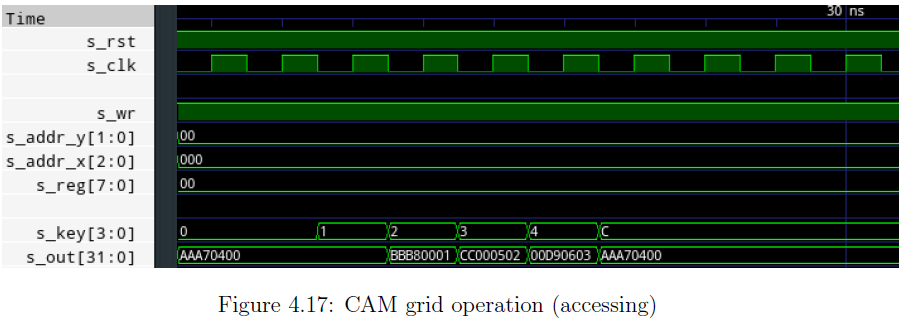 Time 30 ns
s_rst
s_clk
s_wr
s_addr_y[1:0] 00
s_addr_x[2:0] 000
s_reg[7:0] 00
s_key[3:0] 0 1 2 3 4 C
s_out[31:0] AAA70400 BBB80001 CC000502 00D90603 AAA70400
Figure 4.17: CAM grid operation (accessing)